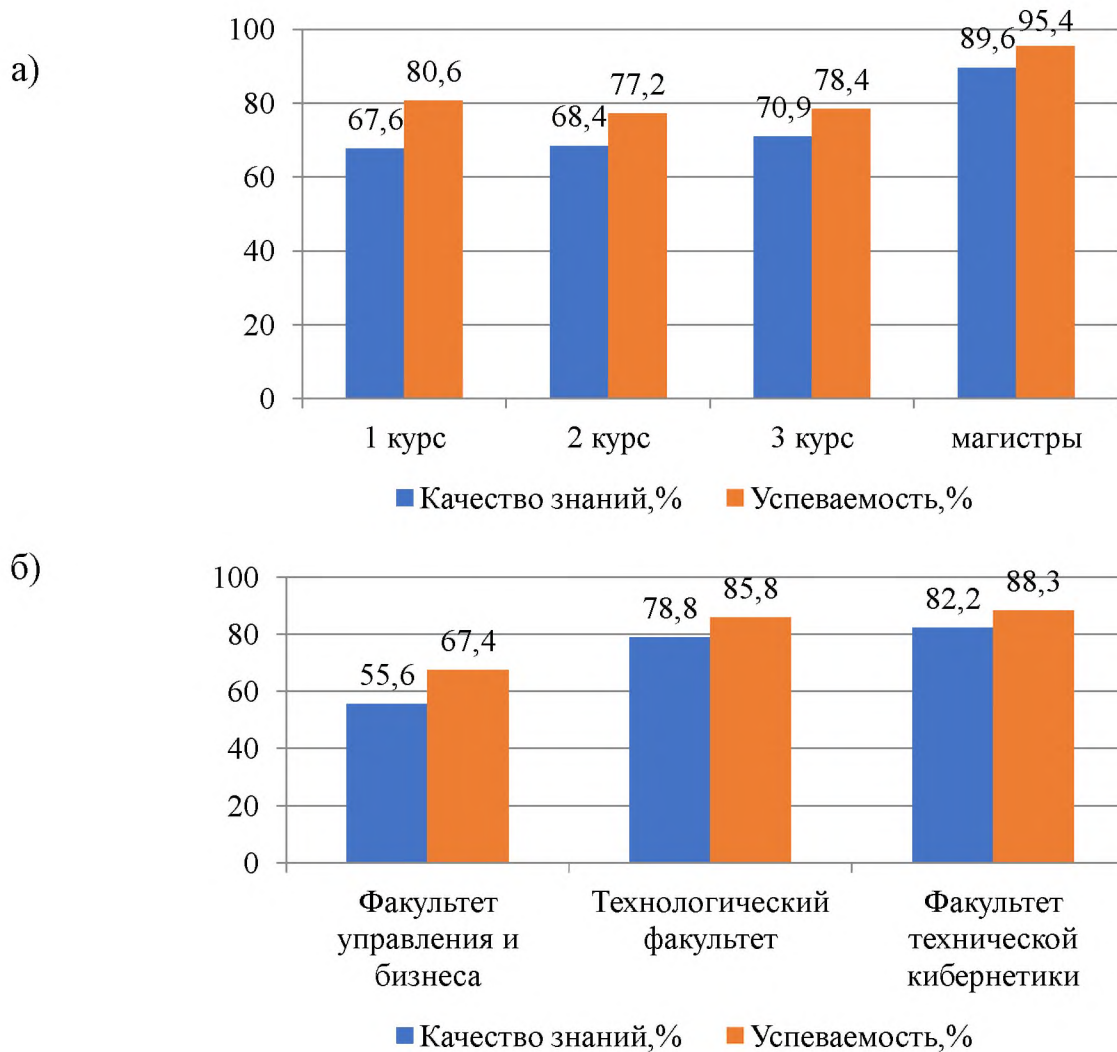 а)
100
80
60
40
20
0
67,6
80,6
68,4
77,2
70,9
78,4
89,6
95,4
1 курс
2 курс
3 курс
магистры
Качество знаний,%
Успеваемость,%
б)
100
80
60
40
20
0
55,6
67,4
78,8
85,8
82,2
88,3
Факультет
управления и
бизнеса
Технологический
факультет
Факультет
технической
кибернетики
Качество знаний,%
Успеваемость,%